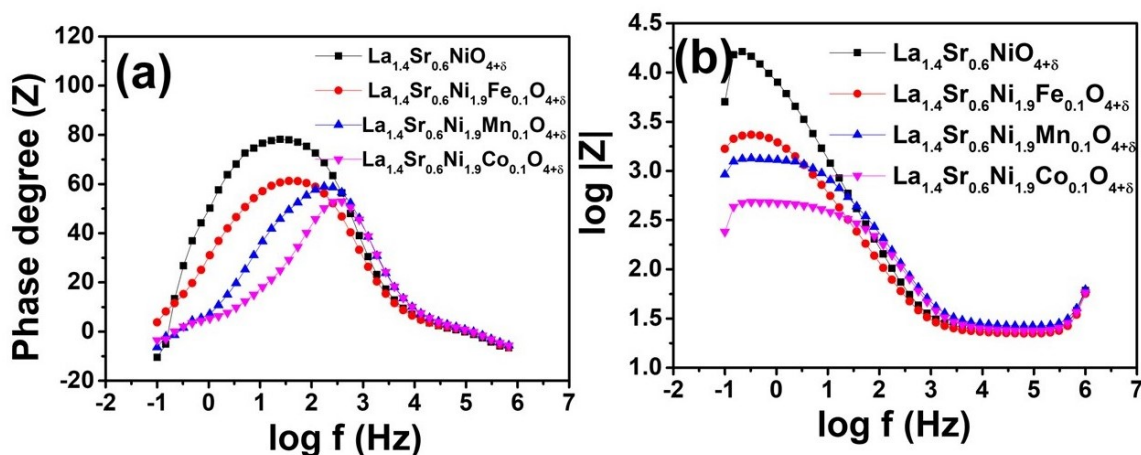 (a)
La1.4Sr0.6NiO4+δ
La1.4Sr0.6Ni1.9Fe0.1O4+δ
La1.4Sr0.6Ni1.9Mn0.1O4+δ
La1.4Sr0.6Ni1.9Co0.1O4+δ
Phase degree (Z)
120
100
80
60
40
20
0
-20
-2 -1 0 1 2 3 4 5 6 7
log f (Hz)
(b)
La1.4Sr0.6NiO4+δ
La1.4Sr0.6Ni1.9Fe0.1O4+δ
La1.4Sr0.6Ni1.9Mn0.1O4+δ
La1.4Sr0.6Ni1.9Co0.1O4+δ
log |Z|
4.5
4.0
3.5
3.0
2.5
2.0
1.5
1.0
-2 -1 0 1 2 3 4 5 6 7
log f (Hz)